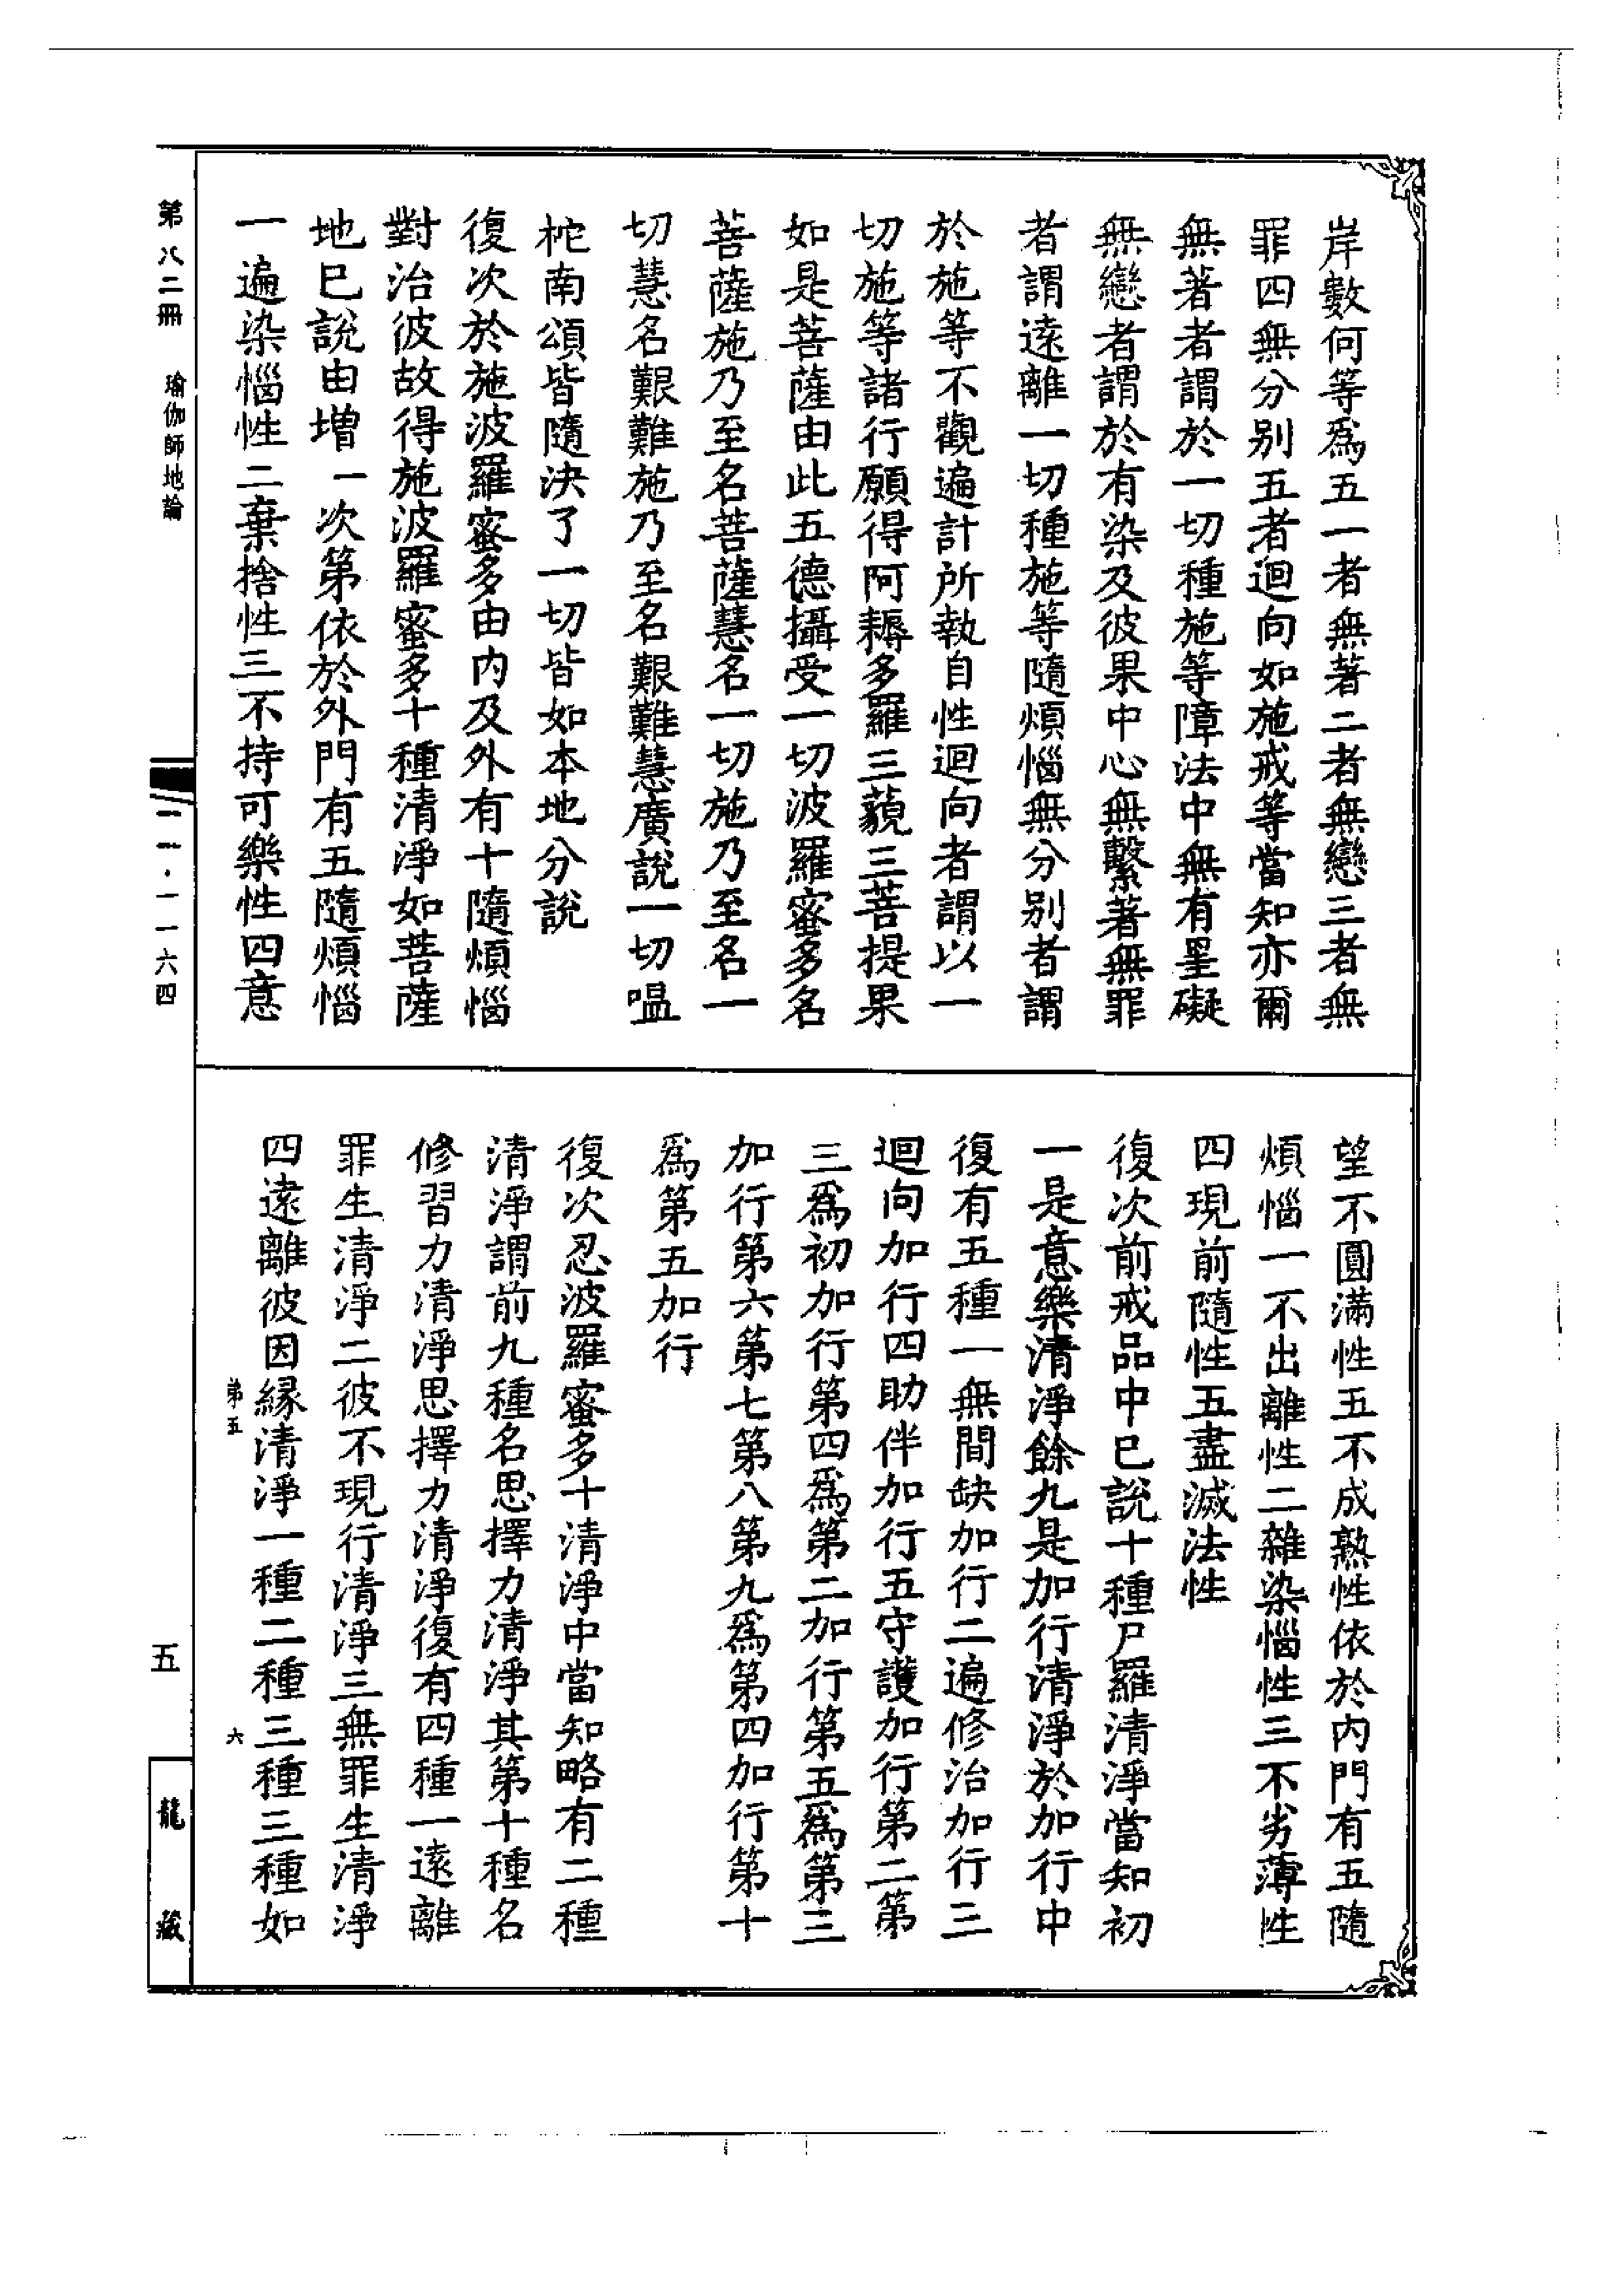 岸數何等爲五一者無著二者無戀三者無
罪四無分别五者迴向如施戒等當知亦爾
無著者謂於一切種施等障法中無有罣礙
無戀者謂於有染及彼果中心無繫著無罪
者謂遠離一切種施等隨煩惱無分别者謂
於施等不觀遍計所執自性迴向者謂以一
切施等諸行願得阿耨多羅三藐三菩提果
如是菩薩由此五德攝受一切波羅蜜多名
菩薩施乃至名菩薩慧名一切施乃至名一
切慧名艱難施乃至名艱難慧廣說一切嗢
柁南頌皆隨決了一切皆如本地分說
復次於施波羅蜜多由内及外有十隨煩惱
對治彼故得施波羅蜜多十種清淨如菩薩
地已說由增一次第依於外門有五隨煩惱
一遍染惱性二棄捨性三不持可樂性四意
望不圓滿性五不成熟性依於内門有五隨
煩惱一不出離性二雜染惱性三不劣薄性
四現前隨性五盡滅法性
復次前戒品中已說十種尸羅清淨當知初
一是意樂清淨餘九是加行清淨於加行中
復有五種一無間缺加行二遍修治加行三
迴向加行四助伴加行五守護加行第二第
三爲初加行第四爲第二加行第五爲第三
加行第六第七第八第九爲第四加行第十
爲第五加行
復次忍波羅蜜多十清淨中當知略有二種
清淨謂前九種名思擇力清淨其第十種名
修習力清淨思擇力清淨復有四種一遠離
罪生清淨二彼不現行清淨三無罪生清淨
四遠離彼因緣清淨一種二種三種三種如
弟五 六
第八二冊 瑜伽師地論
一一·一一六四
五
龍藏